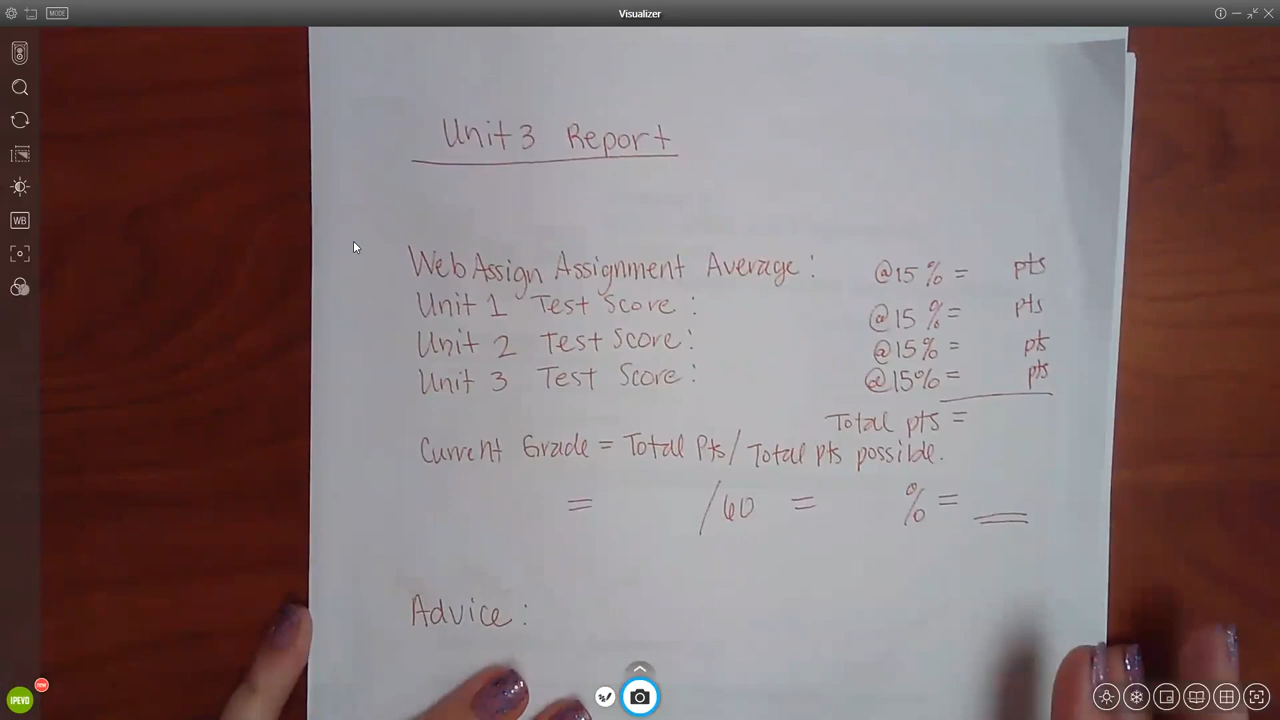 MODE
Visualizer
WB
Unit 3 Report
WebAssign Assignment Average: @15% = pts
Unit 1 Test Score: @15% = pts
Unit 2 Test Score: @15% = pts
Unit 3 Test Score: @15% = pts
Total pts =
Current Grade = Total Pts/Total pts possible.
= /60 = % =
Advice:
IPEVO
new